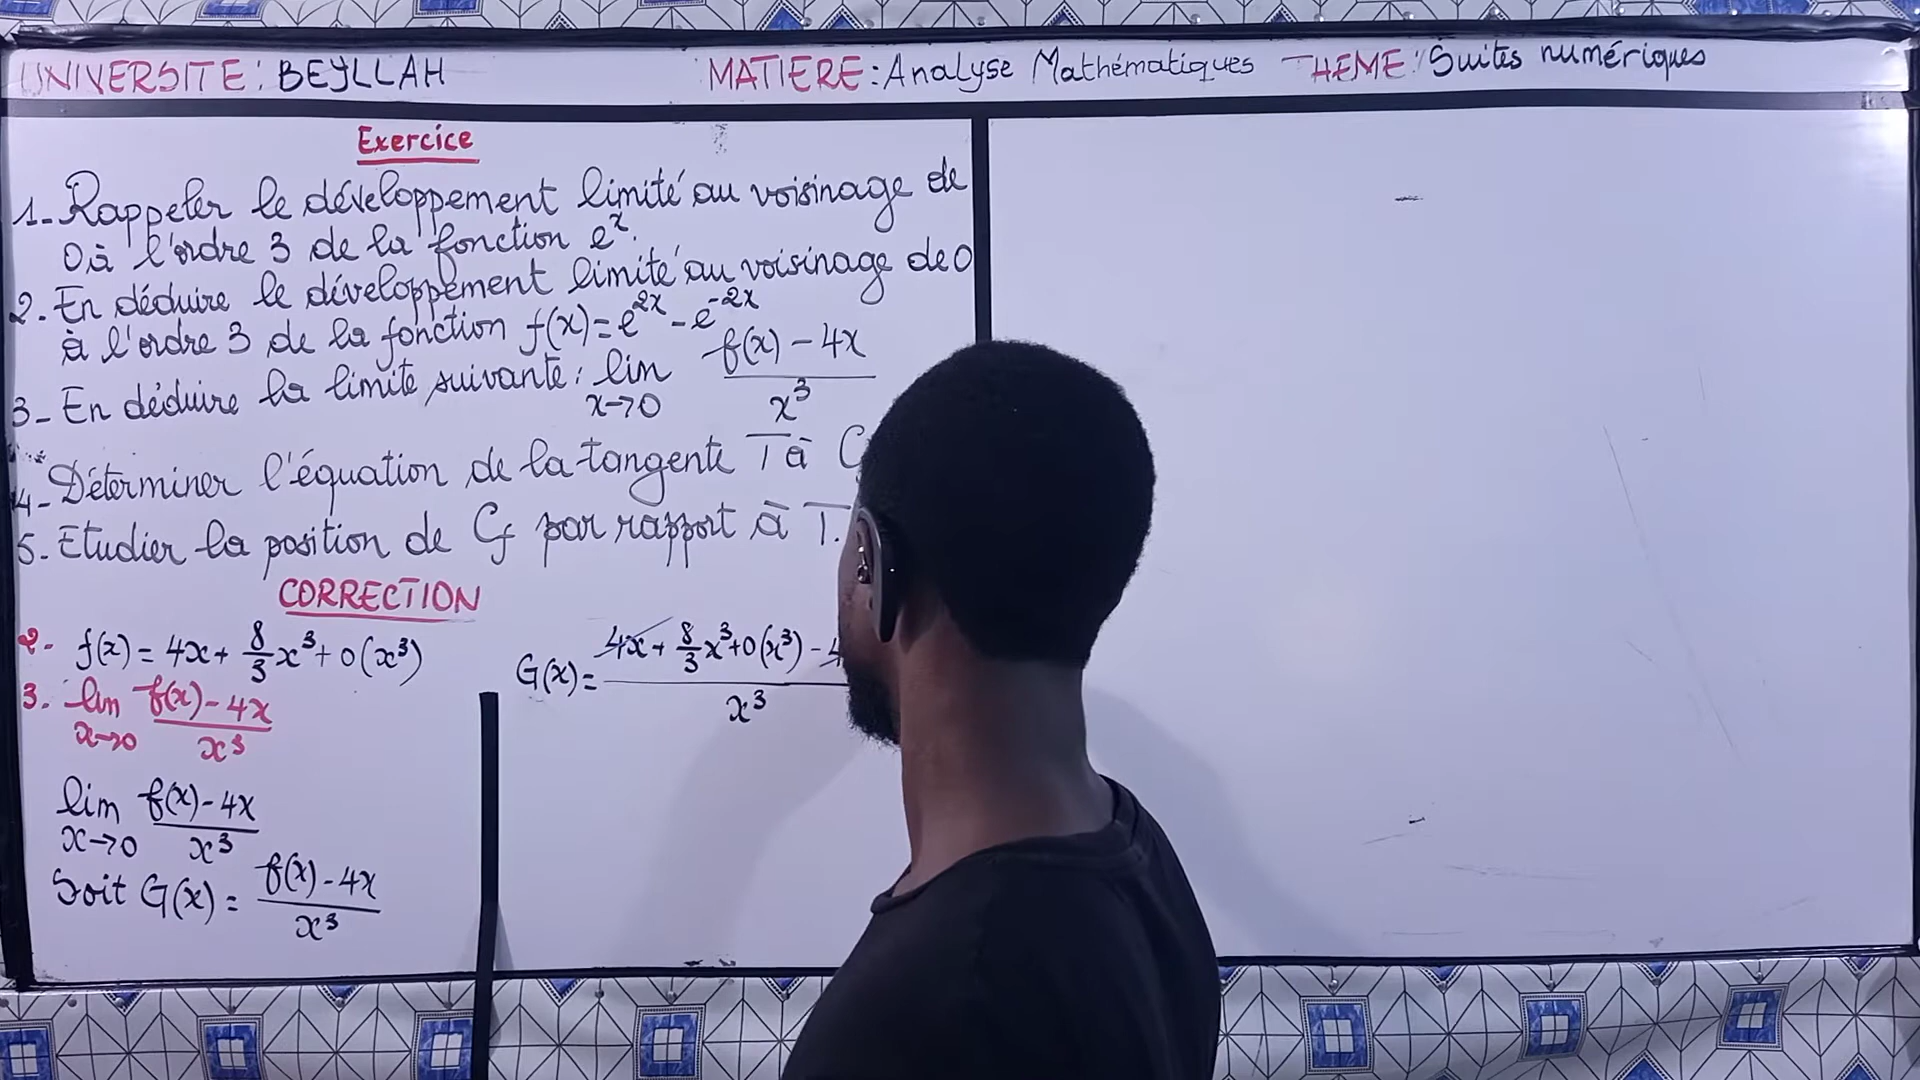 UNIVERSITE: BEYLLAH
MATIERE: Analyse Mathématiques THEME: Suites numériques
Exercice
1- Rappeler le développement limité au voisinage de
0 à l'ordre 3 de la fonction e^x.
2. En déduire le développement limité au voisinage de 0
à l'ordre 3 de la fonction f(x) = e^{2x} - e^{-2x}
3- En déduire la limite suivante: lim_{x→0} (f(x) - 4x)/x^3
4- Déterminer l'équation de la tangente T à C
5- Etudier la position de Cf par rapport à T.
CORRECTION
2. f(x) = 4x + 8/3 x^3 + o(x^3)
3. lim_{x→0} (f(x) - 4x)/x^3
lim_{x→0} (f(x) - 4x)/x^3
Soit G(x) = (f(x) - 4x)/x^3
G(x) = (4x + 8/3 x^3 + o(x^3) - 4)/x^3